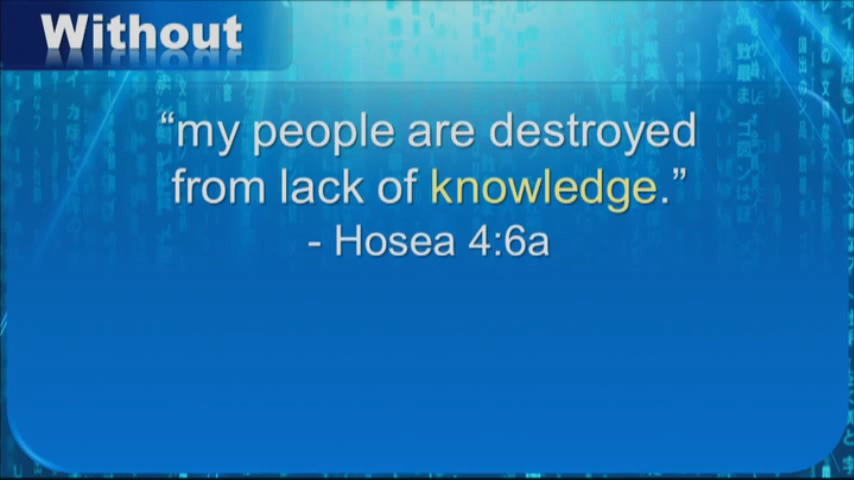 Without
“my people are destroyed
from lack of knowledge.”
- Hosea 4:6a